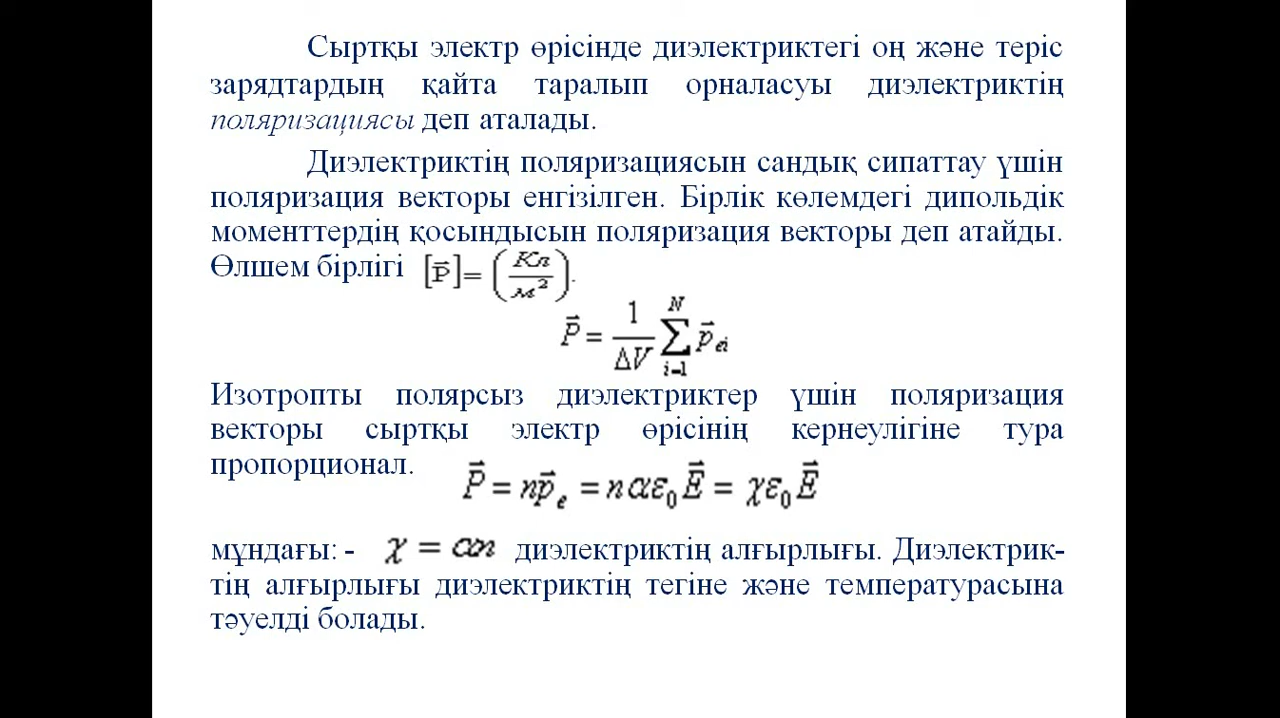 Сыртқы электр өрісінде диэлектриктегі оң және теріс
зарядтардың қайта таралып орналасуы диэлектриктің
поляризациясы деп аталады.
Диэлектриктің поляризациясын сандық сипаттау үшін
поляризация векторы енгізілген. Бірлік көлемдегі дипольдік
моменттердің қосындысын поляризация векторы деп атайды.
Өлшем бірлігі [P⃗]=(Кл/м²).
P⃗ = 1/ΔV ∑_{i=1}^{N} p⃗_{ei}
Изотропты полярсыз диэлектриктер үшін поляризация
векторы сыртқы электр өрісінің кернеулігіне тура
пропорционал. P⃗ = np⃗_e = nαε₀E⃗ = χε₀E⃗
мұндағы: - χ = αn диэлектриктің алғырлығы. Диэлектрик-
тің алғырлығы диэлектриктің тегіне және температурасына
тәуелді болады.